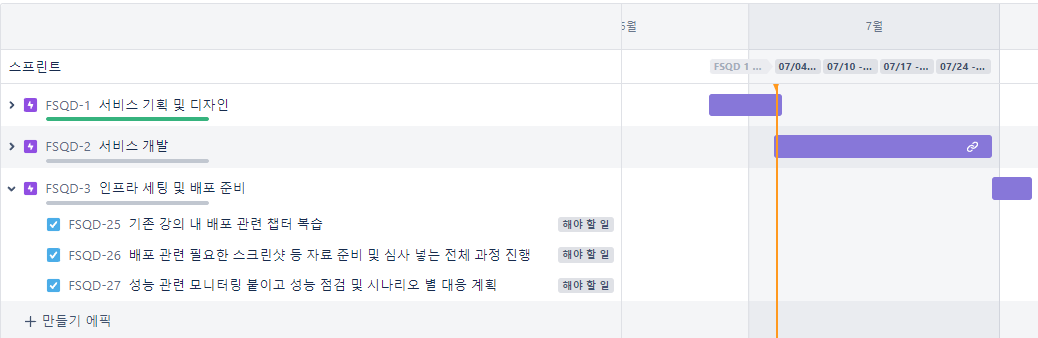 6월
7월
스프린트
FSQD 1 ...
07/04...
07/10 -...
07/17 -...
07/24 -...
FSQD-1 서비스 기획 및 디자인
FSQD-2 서비스 개발
FSQD-3 인프라 세팅 및 배포 준비
FSQD-25 기존 강의 내 배포 관련 챕터 복습 해야 할 일
FSQD-26 배포 관련 필요한 스크린샷 등 자료 준비 및 심사 넣는 전체 과정 진행 해야 할 일
FSQD-27 성능 관련 모니터링 붙이고 성능 점검 및 시나리오 별 대응 계획 해야 할 일
+ 만들기 에픽